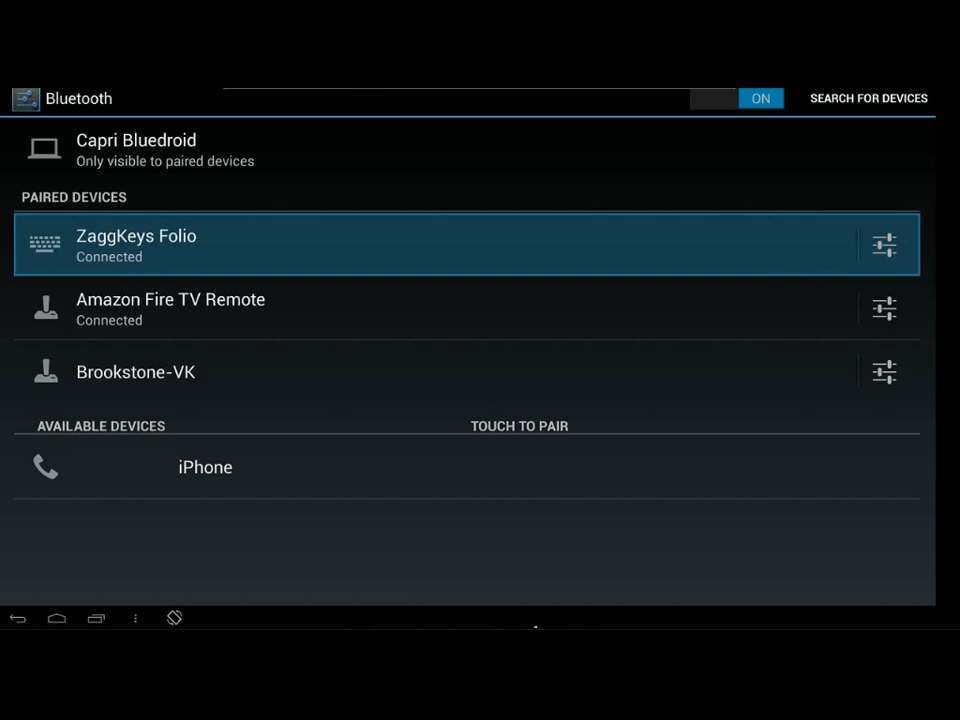 Bluetooth
ON
SEARCH FOR DEVICES
Capri Bluedroid
Only visible to paired devices
PAIRED DEVICES
ZaggKeys Folio
Connected
Amazon Fire TV Remote
Connected
Brookstone-VK
AVAILABLE DEVICES
TOUCH TO PAIR
iPhone